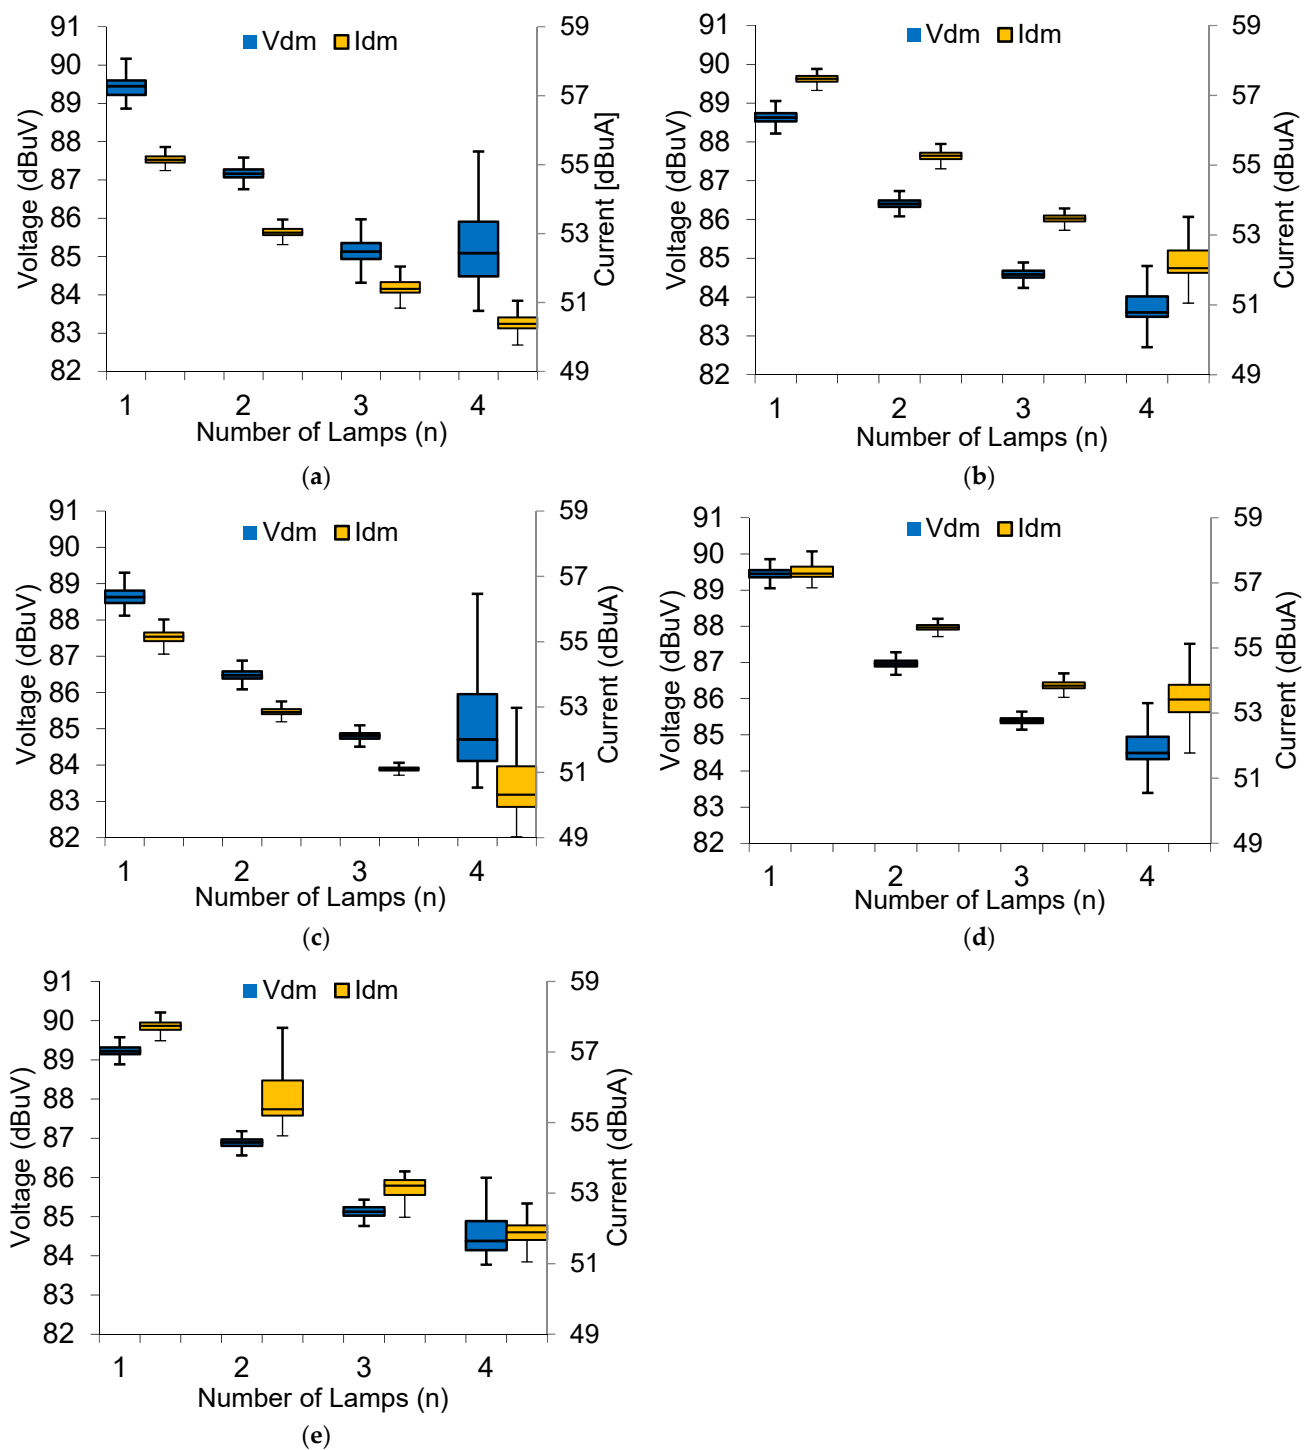 Vdm Idm
Voltage (dBuV)
91
90
89
88
87
86
85
84
83
82
59
57
55
53
51
49
Current [dBuA]
1 2 3 4
Number of Lamps (n)
(a)
Vdm Idm
Voltage (dBuV)
91
90
89
88
87
86
85
84
83
82
59
57
55
53
51
49
Current (dBuA)
1 2 3 4
Number of Lamps (n)
(b)
Vdm Idm
Voltage (dBuV)
91
90
89
88
87
86
85
84
83
82
59
57
55
53
51
49
Current (dBuA)
1 2 3 4
Number of Lamps (n)
(c)
Vdm Idm
Voltage (dBuV)
91
90
89
88
87
86
85
84
83
82
59
57
55
53
51
49
Current (dBuA)
1 2 3 4
Number of Lamps (n)
(d)
Vdm Idm
Voltage (dBuV)
91
90
89
88
87
86
85
84
83
82
59
57
55
53
51
49
Current (dBuA)
1 2 3 4
Number of Lamps (n)
(e)